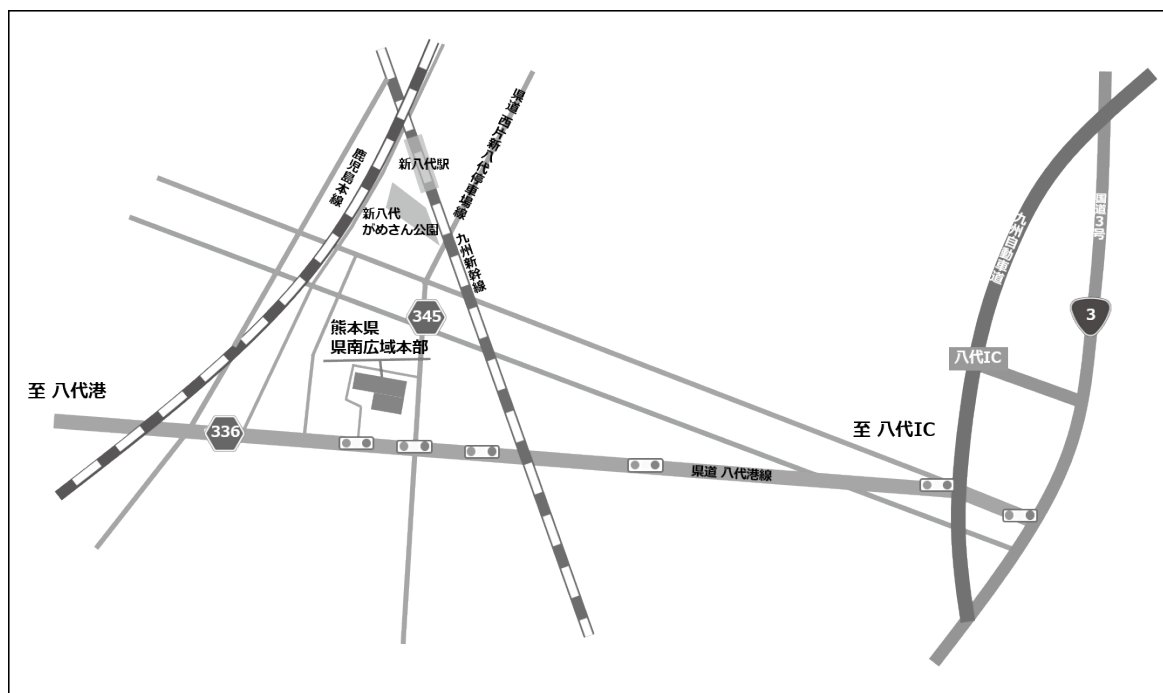 県道 西片新八代停車場線
鹿児島本線
新八代駅
新八代
がめさん公園
九州新幹線
九州自動車道
国道3号
345
3
熊本県
県南広域本部
八代IC
至 八代港
336
至 八代IC
県道 八代港線